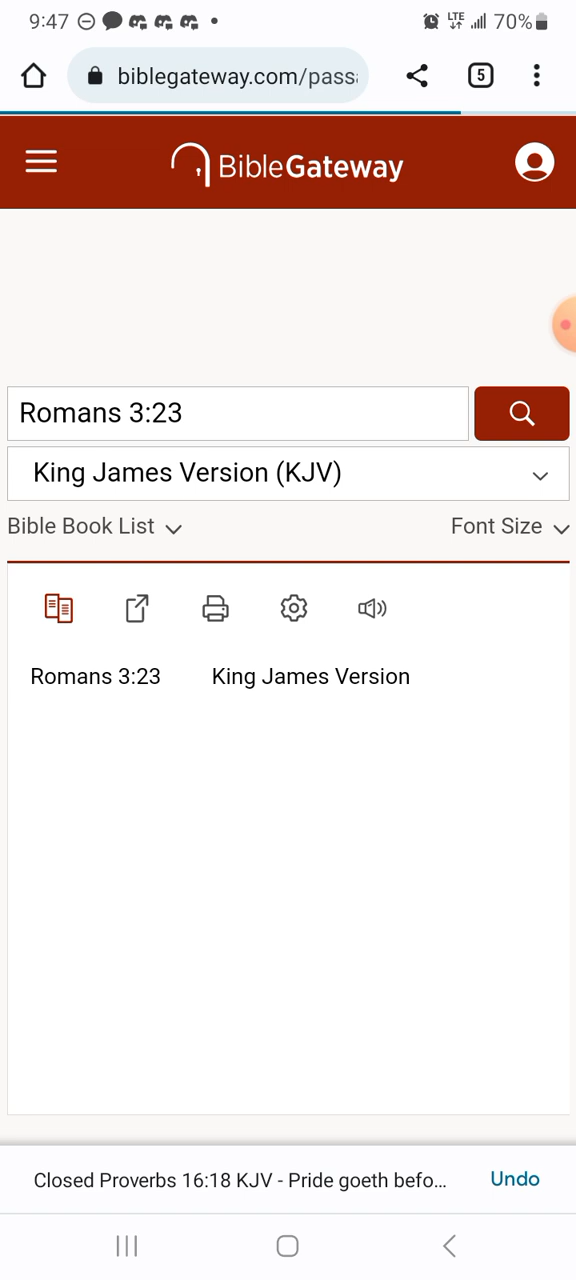 9:47 LTE 70%
biblegateway.com/pass
5
BibleGateway
Romans 3:23
King James Version (KJV)
Bible Book List Font Size
Romans 3:23 King James Version
Closed Proverbs 16:18 KJV - Pride goeth befo... Undo